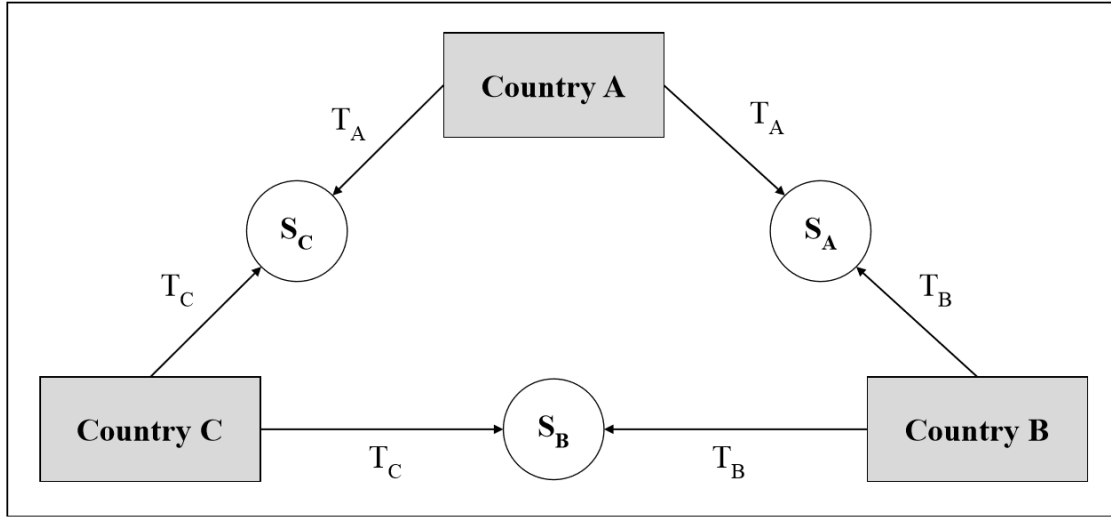 Country A
T_A
T_A
S_C
S_A
T_C
T_B
Country C
S_B
Country B
T_C
T_B